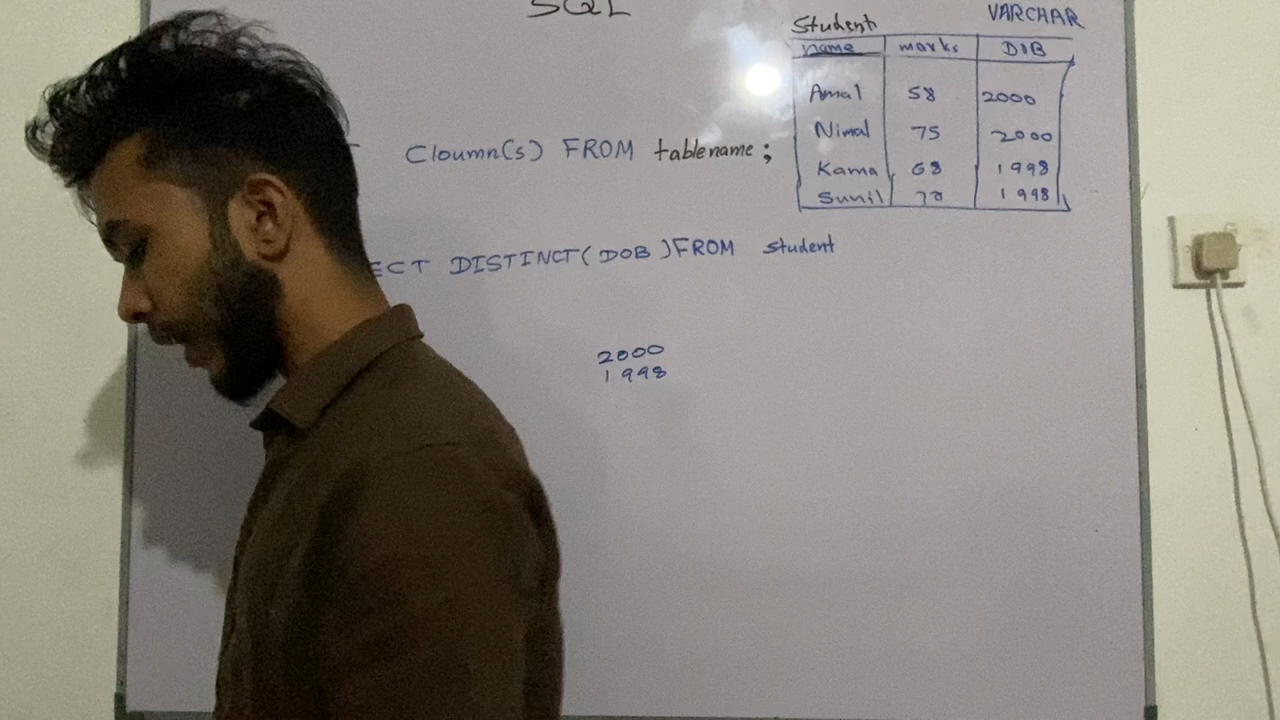 SQL
Student VARCHAR
name marks DOB
Amal 58 2000
Nimal 75 2000
Kama 68 1998
Sunil 70 1998
Cloumn(s) FROM tablename;
ECT DISTINCT(DOB)FROM student
2000
1998